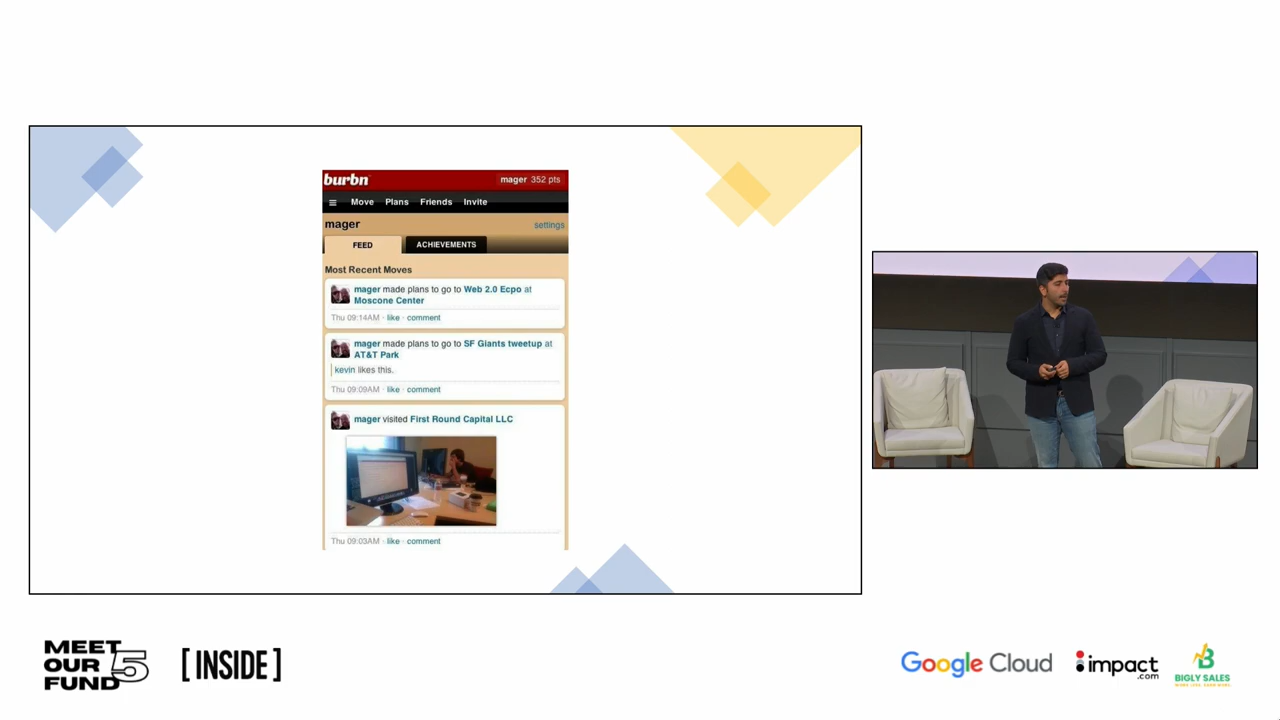 burbn
mager 352 pts
Move Plans Friends Invite
mager
settings
FEED
ACHIEVEMENTS
Most Recent Moves
mager made plans to go to Web 2.0 Ecpo at
Moscone Center
Thu 09:14AM · like · comment
mager made plans to go to SF Giants tweetup at
AT&T Park
kevin likes this.
Thu 09:09AM · like · comment
mager visited First Round Capital LLC
Thu 09:03AM · like · comment
MEET
OUR
FUND
5
[INSIDE]
Google Cloud
impact
.com
B
BIGLY SALES